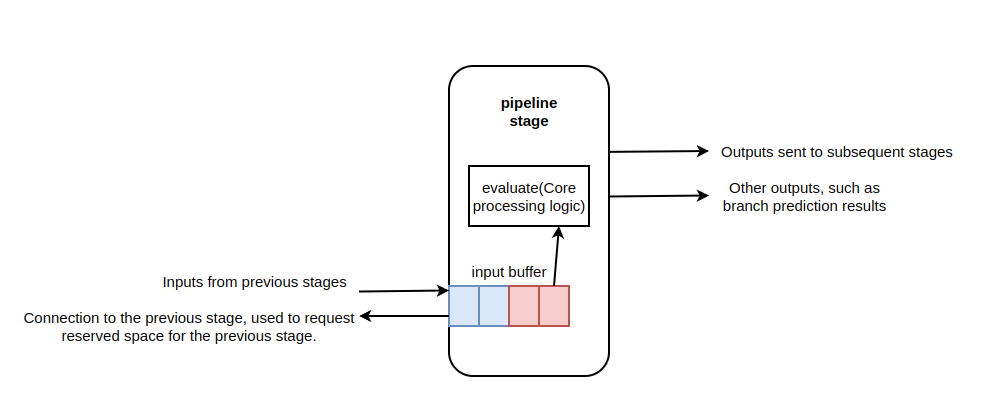 pipeline
stage
Outputs sent to subsequent stages
evaluate(Core
processing logic)
Other outputs, such as
branch prediction results
input buffer
Inputs from previous stages
Connection to the previous stage, used to request
reserved space for the previous stage.